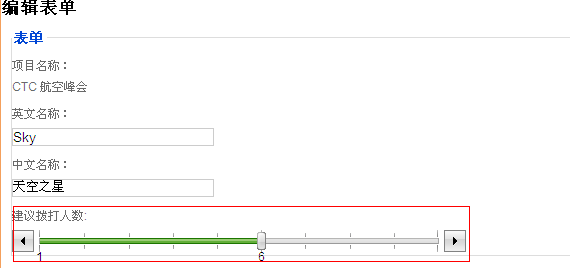 编辑表单
表单
项目名称：
CTC 航空峰会
英文名称：
Sky
中文名称：
天空之星
建议拨打人数:
1 6